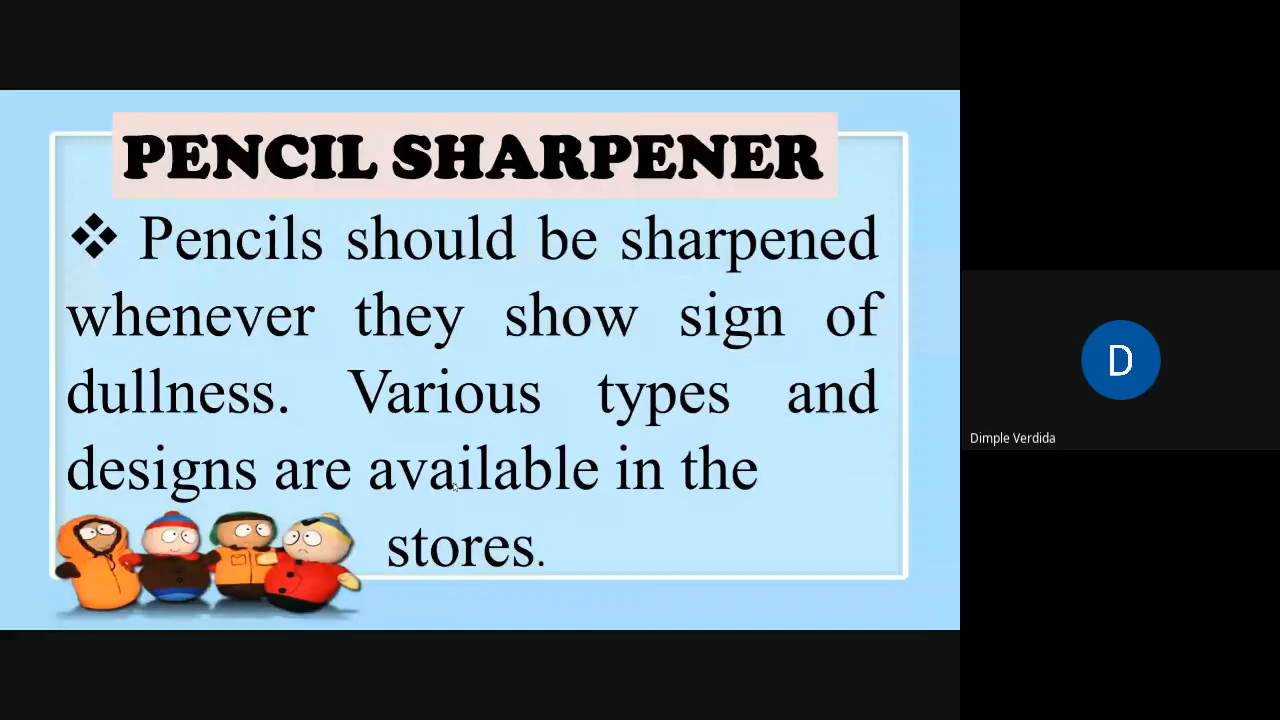 PENCIL SHARPENER
❖ Pencils should be sharpened
whenever they show sign of
dullness. Various types and
designs are available in the
stores.
D
Dimple Verdida